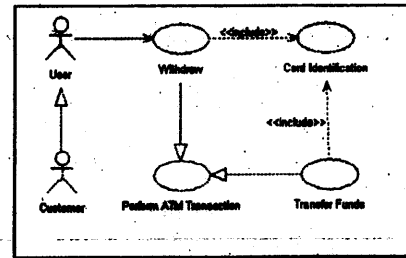 <<include>>
User
Withdraw
Card Identification
<<include>>
Customer
Perform ATM Transaction
Transfer Funds